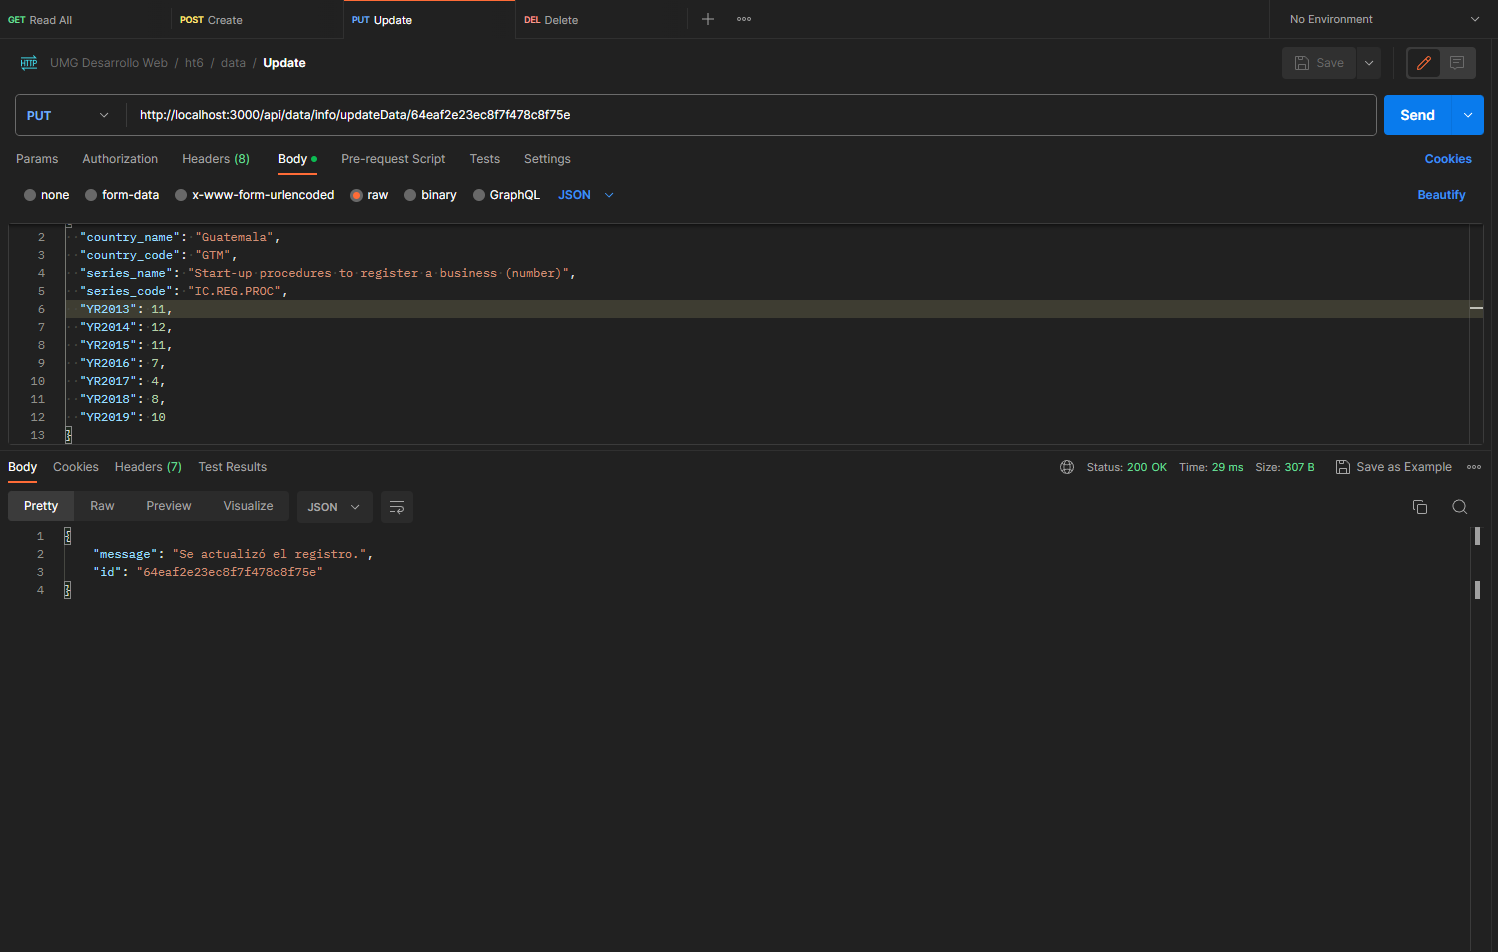 GET Read All POST Create PUT Update DEL Delete No Environment
HTTP UMG Desarrollo Web / ht6 / data / Update Save
PUT http://localhost:3000/api/data/info/updateData/64eaf2e23ec8f7f478c8f75e Send
Params Authorization Headers (8) Body Pre-request Script Tests Settings Cookies
none form-data x-www-form-urlencoded raw binary GraphQL JSON Beautify
2 "country_name": "Guatemala",
3 "country_code": "GTM",
4 "series_name": "Start-up procedures to register a business (number)",
5 "series_code": "IC.REG.PROC",
6 "YR2013": 11,
7 "YR2014": 12,
8 "YR2015": 11,
9 "YR2016": 7,
10 "YR2017": 4,
11 "YR2018": 8,
12 "YR2019": 10
13 }
Body Cookies Headers (7) Test Results Status: 200 OK Time: 29 ms Size: 307 B Save as Example
Pretty Raw Preview Visualize JSON
1 {
2 "message": "Se actualizó el registro.",
3 "id": "64eaf2e23ec8f7f478c8f75e"
4 }